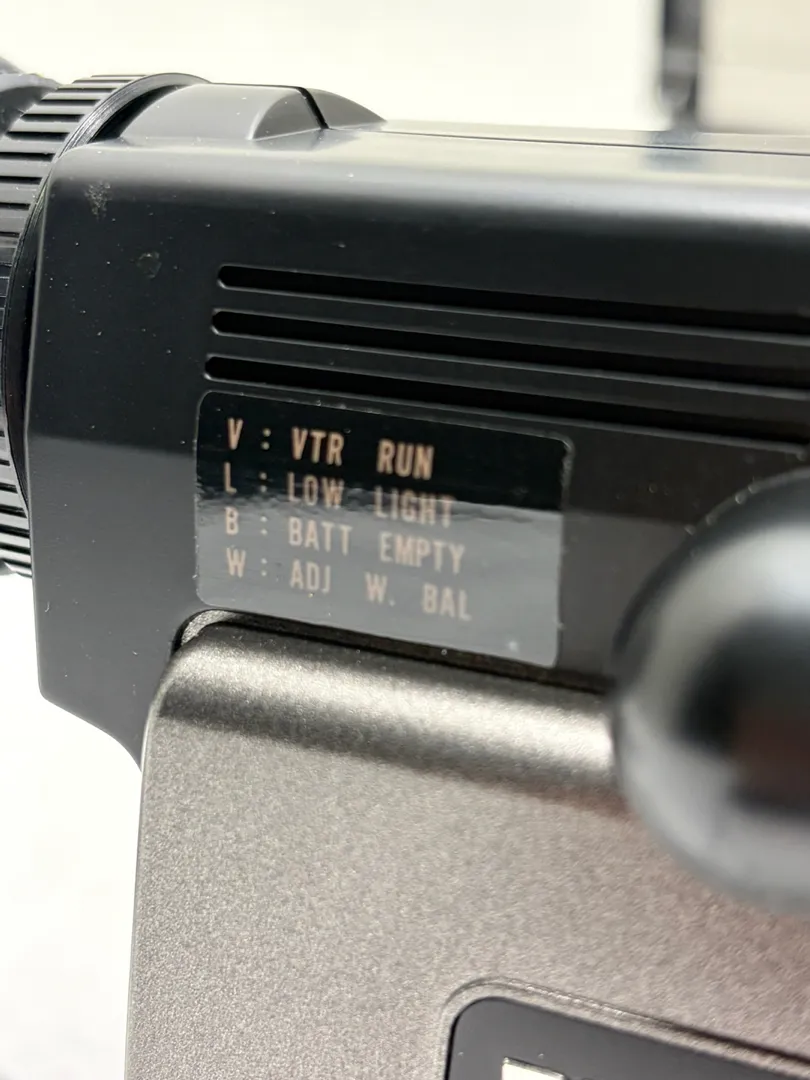 V : VTR RUN
L : LOW LIGHT
B : BATT EMPTY
W : ADJ W. BAL